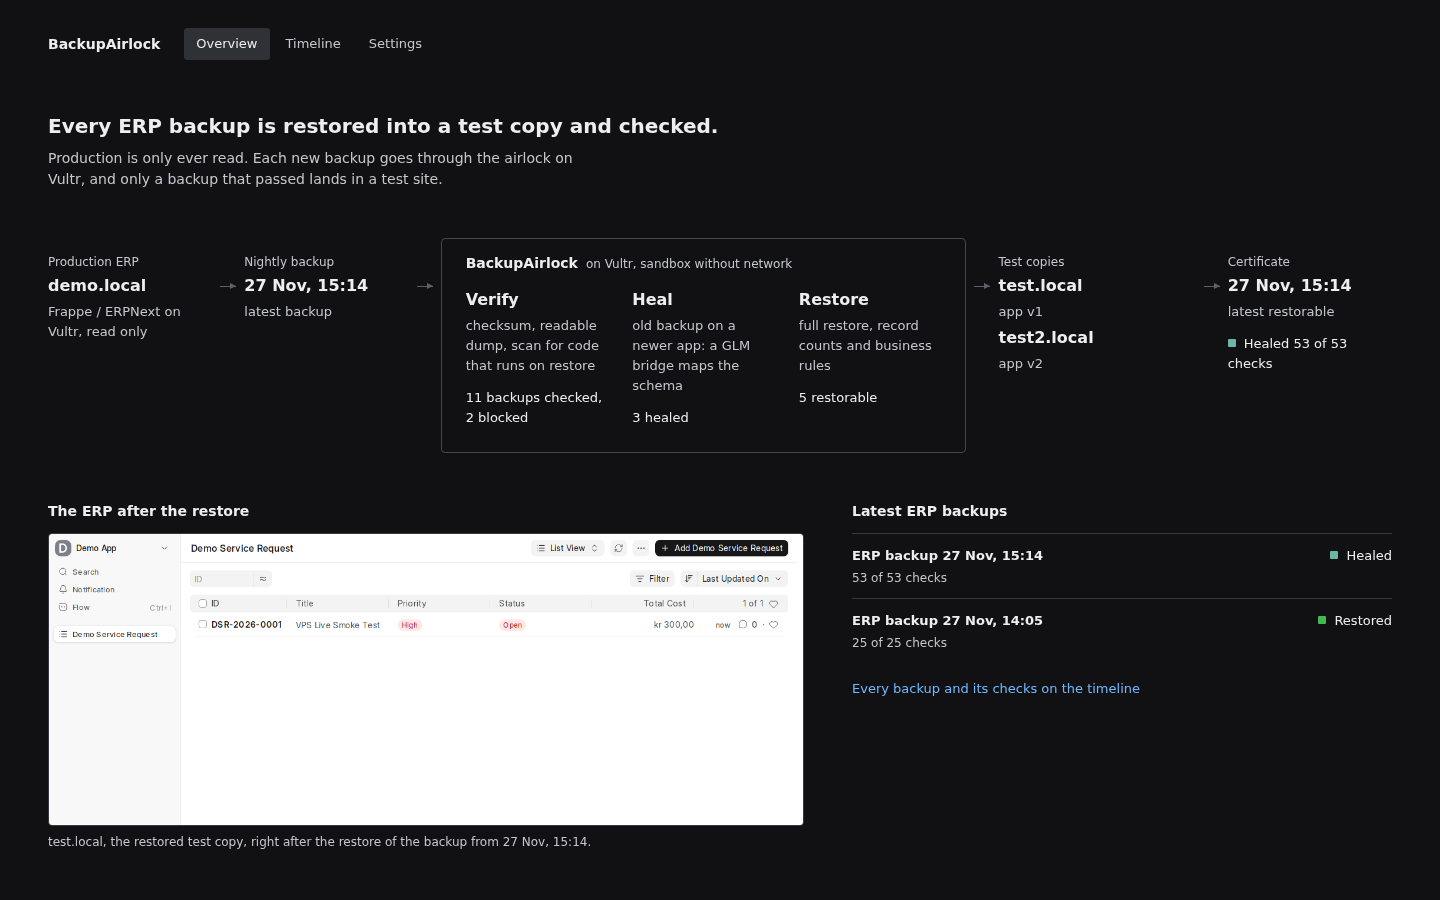 BackupAirlock Overview Timeline Settings
Every ERP backup is restored into a test copy and checked.
Production is only ever read. Each new backup goes through the airlock on
Vultr, and only a backup that passed lands in a test site.
Production ERP
demo.local
Frappe / ERPNext on
Vultr, read only
Nightly backup
27 Nov, 15:14
latest backup
BackupAirlock on Vultr, sandbox without network
Verify
checksum, readable
dump, scan for code
that runs on restore
11 backups checked,
2 blocked
Heal
old backup on a
newer app: a GLM
bridge maps the
schema
3 healed
Restore
full restore, record
counts and business
rules
5 restorable
Test copies
test.local
app v1
test2.local
app v2
Certificate
27 Nov, 15:14
latest restorable
Healed 53 of 53
checks
The ERP after the restore
D Demo App
Search
Notification
Flow Ctrl+I
Demo Service Request
Demo Service Request List View ··· + Add Demo Service Request
ID ≈ Filter Last Updated On
ID Title Priority Status Total Cost 1 of 1
DSR-2026-0001 VPS Live Smoke Test High Open kr 300,00 now 0 ·
test.local, the restored test copy, right after the restore of the backup from 27 Nov, 15:14.
Latest ERP backups
ERP backup 27 Nov, 15:14 Healed
53 of 53 checks
ERP backup 27 Nov, 14:05 Restored
25 of 25 checks
Every backup and its checks on the timeline